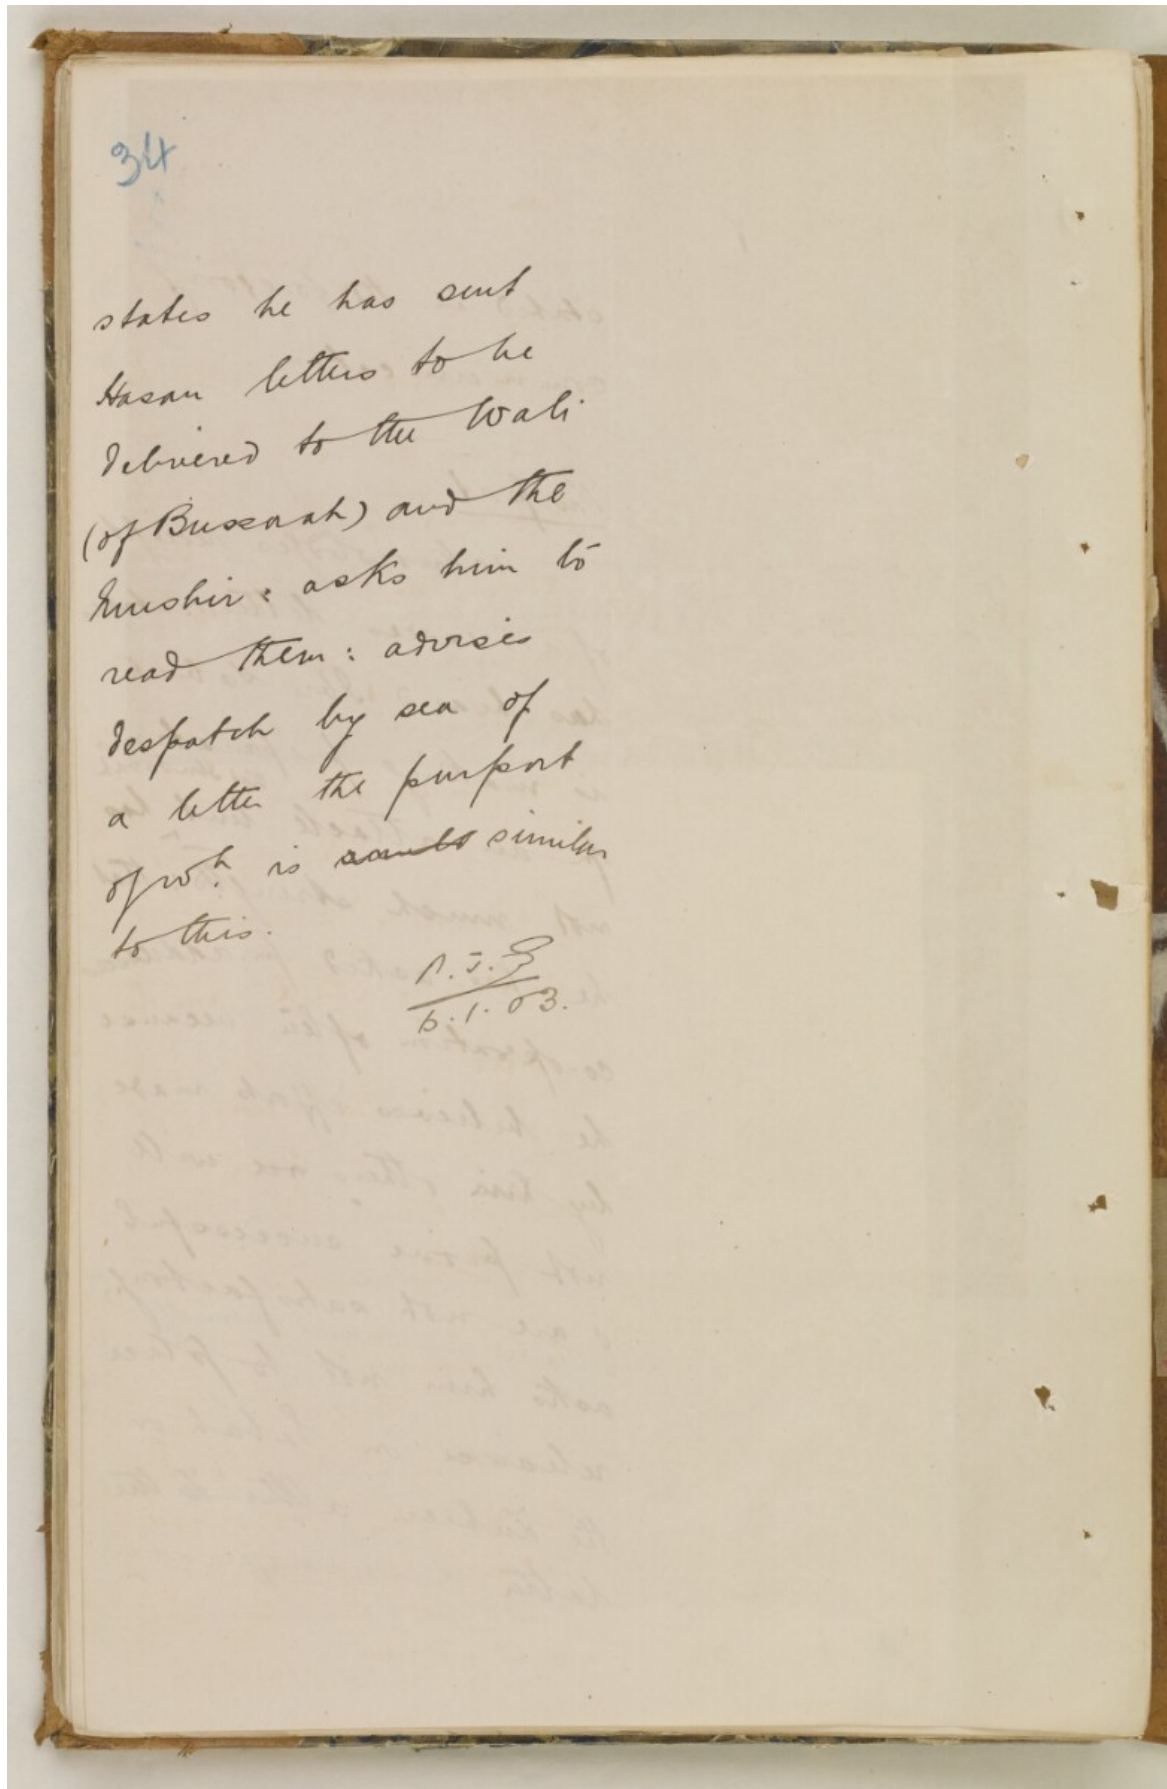 34
states he has sent
Hasan letters to be
delivered to the Wali
(of Bussorah) and the
Mushir: asks him to
read them: advises
despatch by sea of
a letter the purport
of wh. is similar
to this.
6.1.03.